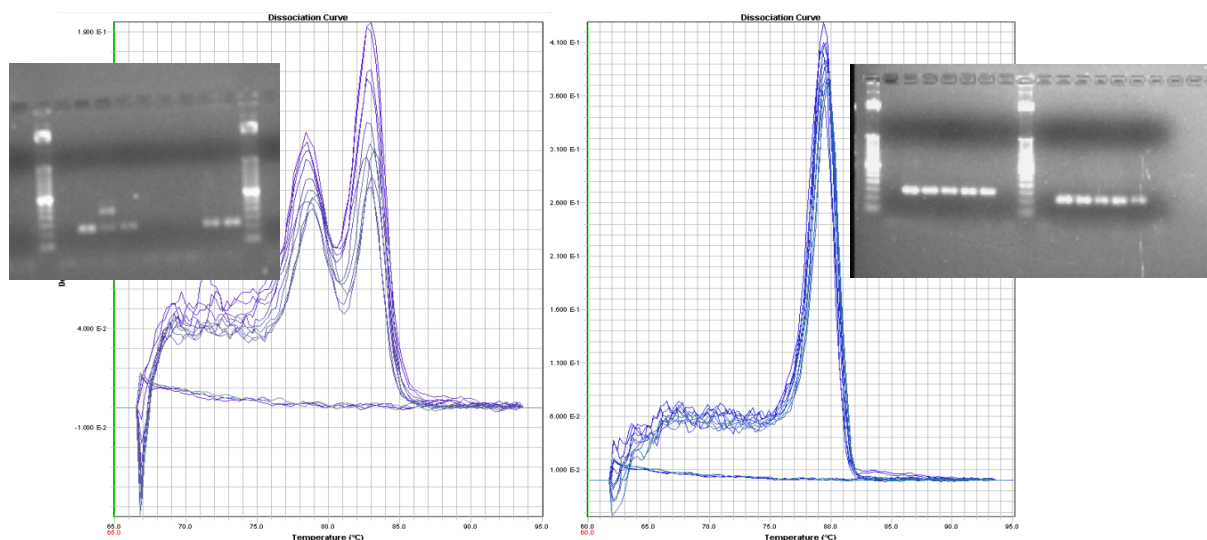 Dissociation Curve
1.900 E-1
4.000 E-2
-1.000 E-2
65.0 70.0 75.0 80.0 85.0 90.0 95.0
65.0
Temperature (°C)
Dissociation Curve
4.100 E-1
3.600 E-1
3.100 E-1
2.600 E-1
2.100 E-1
1.600 E-1
1.100 E-1
6.000 E-2
1.000 E-2
60.0 65.0 70.0 75.0 80.0 85.0 90.0 95.0
60.0
Temperature (°C)